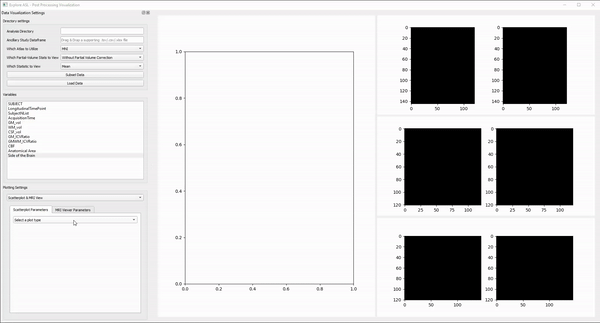 Explore ASL - Post Processing Visualization
Data Visualization Settings
Directory settings
Analysis Directory
Ancillary Study Dataframe
Drag & Drop a supporting .tsv/.csv/.xlsx file
Which Atlas to Utilize
MNI
Which Partial Volume Stats to View
Without Partial Volume Correction
Which Statistic to View
Mean
Subset Data
Load Data
Variables
SUBJECT
LongitudinalTimePoint
SubjectNList
AcquisitionTime
GM_vol
WM_vol
CSF_vol
GM_ICVRatio
GMWM_ICVRatio
CBF
Anatomical Area
Side of the Brain
Plotting Settings
Scatterplot & MRI View
Scatterplot Parameters
MRI Viewer Parameters
Select a plot type
1.0
0.8
0.6
0.4
0.2
0.0
0.0 0.2 0.4 0.6 0.8 1.0
0
20
40
60
80
100
120
140
0 50 100
0
20
40
60
80
100
120
140
0 50 100
0
20
40
60
80
100
120
0 25 50 75 100 125
0
20
40
60
80
100
120
0 25 50 75 100 125
0
20
40
60
80
100
120
0 50 100
0
20
40
60
80
100
120
0 50 100